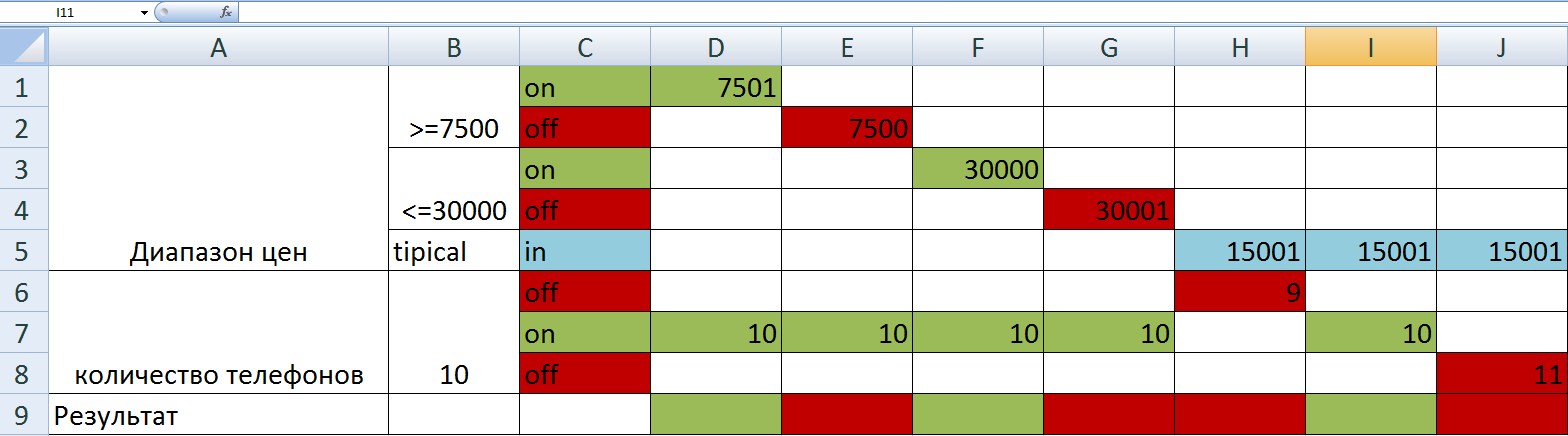 I11 fx
A B C D E F G H I J
1 on 7501
2 >=7500 off 7500
3 on 30000
4 <=30000 off 30001
5 Диапазон цен tipical in 15001 15001 15001
6 off 9
7 on 10 10 10 10 10
8 количество телефонов 10 off 11
9 Результат